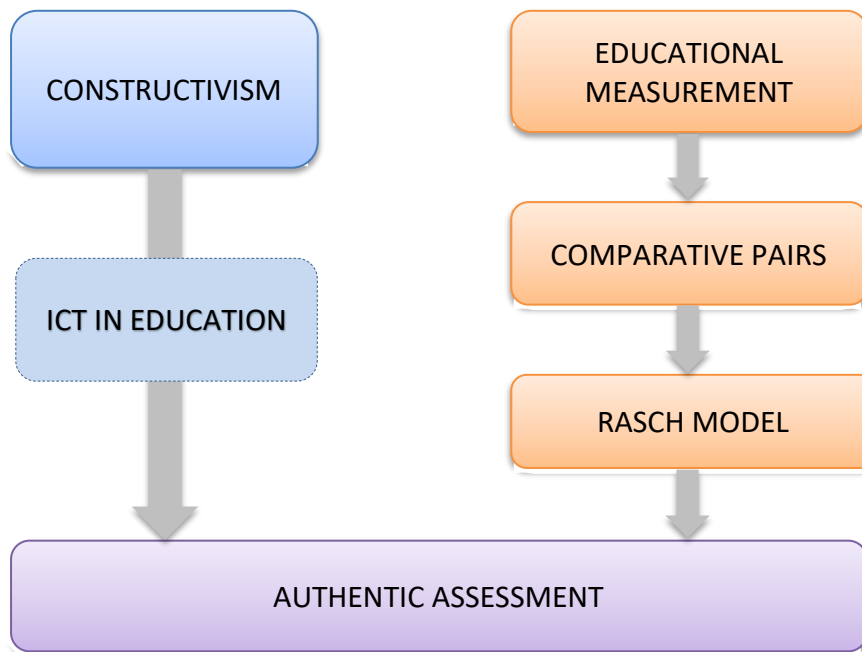 CONSTRUCTIVISM
ICT IN EDUCATION
EDUCATIONAL
MEASUREMENT
COMPARATIVE PAIRS
RASCH MODEL
AUTHENTIC ASSESSMENT